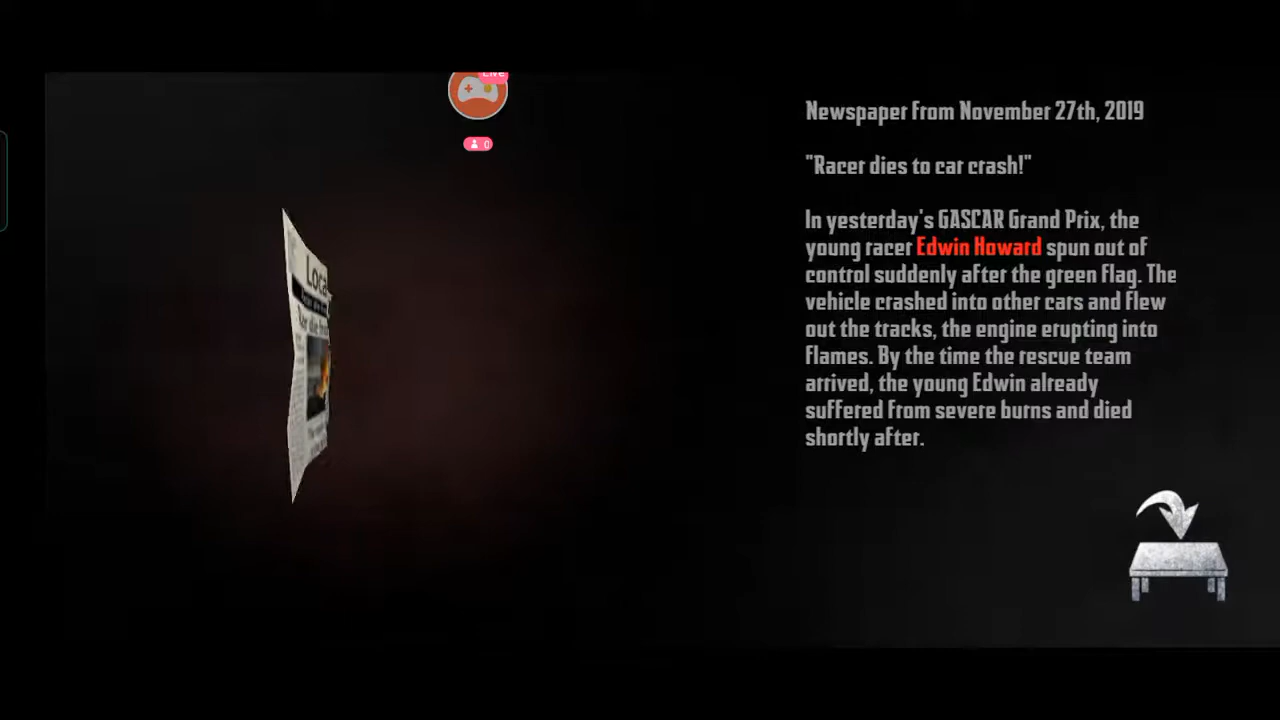 Live
0
Newspaper from November 27th, 2019
"Racer dies to car crash!"
In yesterday's GASCAR Grand Prix, the
young racer Edwin Howard spun out of
control suddenly after the green flag. The
vehicle crashed into other cars and flew
out the tracks, the engine erupting into
flames. By the time the rescue team
arrived, the young Edwin already
suffered from severe burns and died
shortly after.
Loca